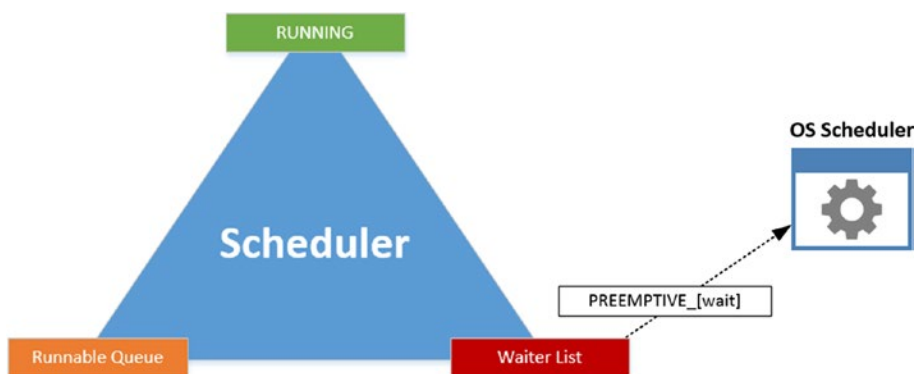 RUNNING
OS Scheduler
Scheduler
PREEMPTIVE_[wait]
Runnable Queue
Waiter List